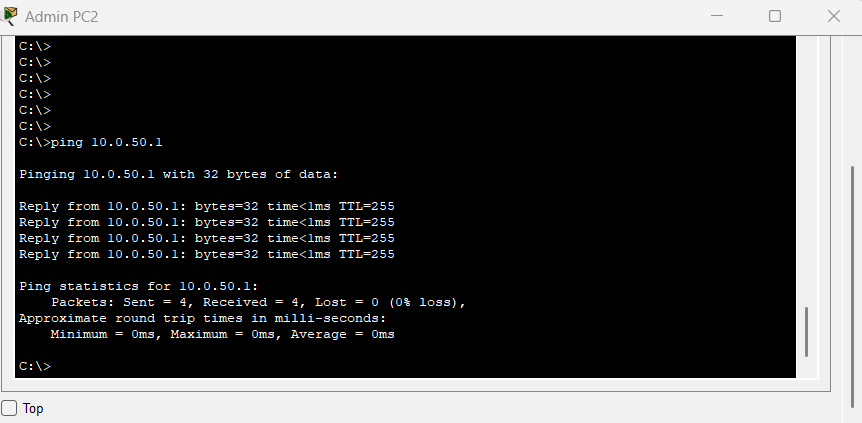 Admin PC2
C:\>
C:\>
C:\>
C:\>
C:\>
C:\>
C:\>ping 10.0.50.1
Pinging 10.0.50.1 with 32 bytes of data:
Reply from 10.0.50.1: bytes=32 time<1ms TTL=255
Reply from 10.0.50.1: bytes=32 time<1ms TTL=255
Reply from 10.0.50.1: bytes=32 time<1ms TTL=255
Reply from 10.0.50.1: bytes=32 time<1ms TTL=255
Ping statistics for 10.0.50.1:
    Packets: Sent = 4, Received = 4, Lost = 0 (0% loss),
Approximate round trip times in milli-seconds:
    Minimum = 0ms, Maximum = 0ms, Average = 0ms
C:\>
Top